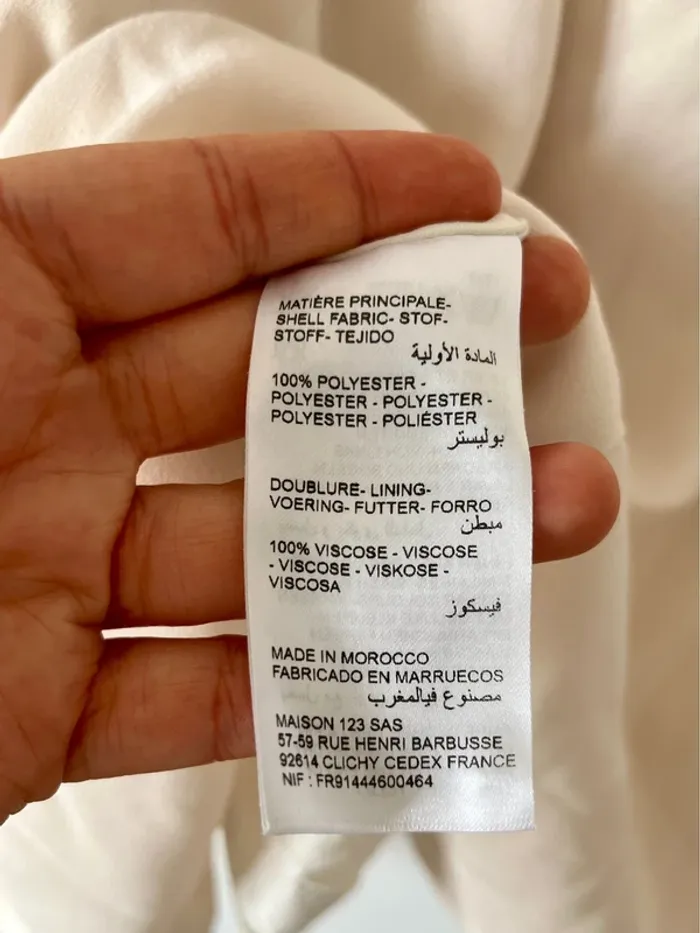 MATIÈRE PRINCIPALE-
SHELL FABRIC- STOF-
STOFF- TEJIDO
المادة الأولية
100% POLYESTER -
POLYESTER - POLYESTER -
POLYESTER - POLIÉSTER
بوليستر
DOUBLURE- LINING-
VOERING- FUTTER- FORRO
مبطن
100% VISCOSE - VISCOSE
- VISCOSE - VISKOSE -
VISCOSA
فيسكوز
MADE IN MOROCCO
FABRICADO EN MARRUECOS
مصنوع فيالمغرب
MAISON 123 SAS
57-59 RUE HENRI BARBUSSE
92614 CLICHY CEDEX FRANCE
NIF : FR91444600464